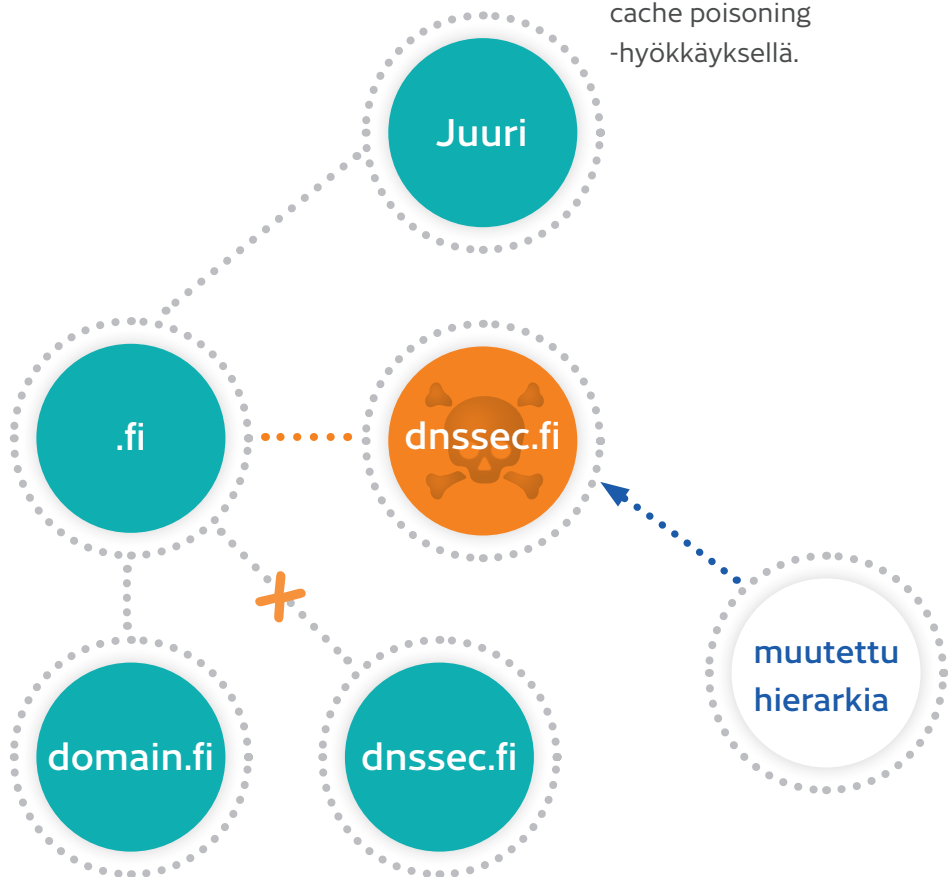 cache poisoning
-hyökkäyksellä.
Juuri
.fi
dnssec.fi
muutettu
hierarkia
domain.fi
dnssec.fi